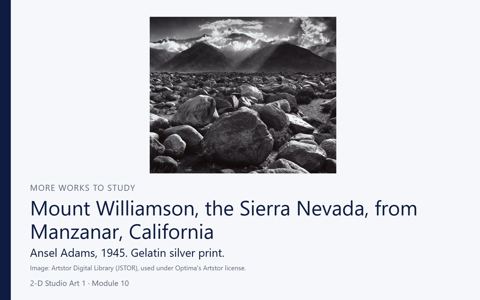 MORE WORKS TO STUDY
Mount Williamson, the Sierra Nevada, from
Manzanar, California
Ansel Adams, 1945. Gelatin silver print.
Image: Artstor Digital Library (JSTOR), used under Optima's Artstor license.
2-D Studio Art 1 · Module 10